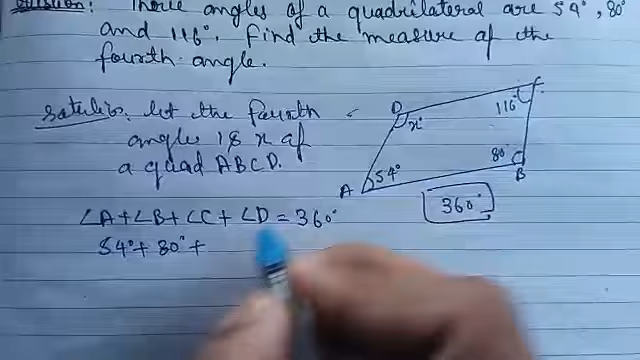 Question: Three angles of a quadrilateral are 54°, 80°
and 116°. Find the measure of the
fourth angle.
Solution: let the fourth
angle is x of
a quad ABCD.
D
x°
116°
C
80°
B
A
54°
360°
∠A+∠B+∠C+∠D=360°
54°+80°+